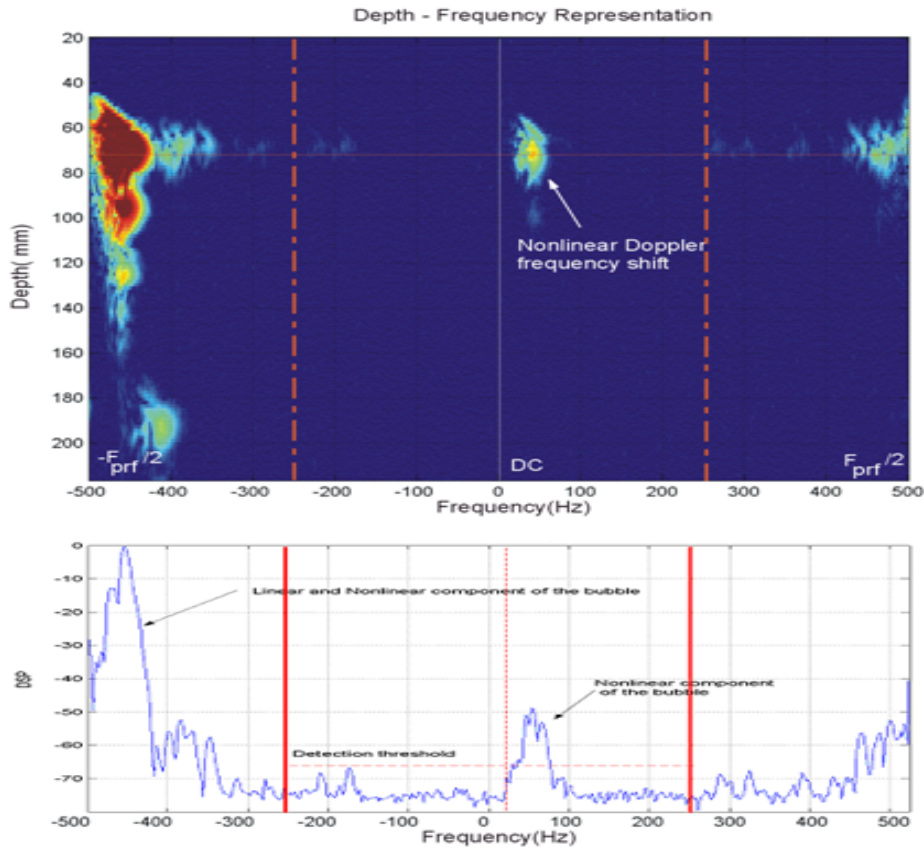 Depth - Frequency Representation
20
40
60
80
100
120
140
160
180
200
Depth( mm)
Nonlinear Doppler
frequency shift
-F prf /2
DC
F prf /2
-500 -400 -300 -200 -100 0 100 200 300 400 500
Frequency(Hz)
0
-10
-20
-30
-40
-50
-60
-70
DSP
Linear and Nonlinear component of the bubble
Nonlinear component
of the bubble
Detection threshold
-500 -400 -300 -200 -100 0 100 200 300 400 500
Frequency(Hz)